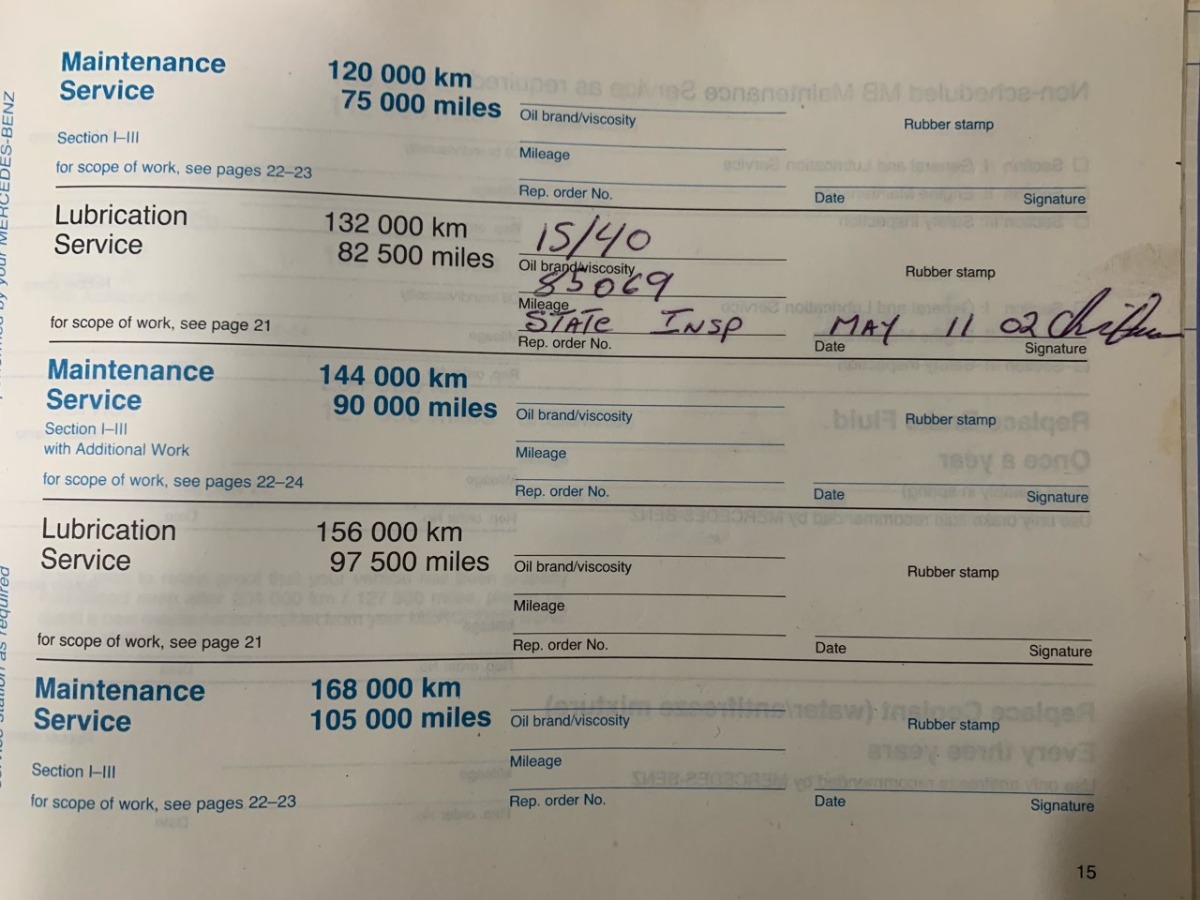 Maintenance Service 120 000 km 75 000 miles
Oil brand/viscosity
Rubber stamp
Section I–III
Mileage
for scope of work, see pages 22–23
Rep. order No. Date Signature
Lubrication Service 132 000 km 82 500 miles
15/40
Oil brand/viscosity
Rubber stamp
85069
Mileage
STATE INSP MAY 11 02
for scope of work, see page 21
Rep. order No. Date Signature
Maintenance Service 144 000 km 90 000 miles
Oil brand/viscosity
Rubber stamp
Section I–III
with Additional Work
Mileage
for scope of work, see pages 22–24
Rep. order No. Date Signature
Lubrication Service 156 000 km 97 500 miles
Oil brand/viscosity
Rubber stamp
Mileage
for scope of work, see page 21
Rep. order No. Date Signature
Maintenance Service 168 000 km 105 000 miles
Oil brand/viscosity
Rubber stamp
Section I–III
Mileage
for scope of work, see pages 22–23
Rep. order No. Date Signature
15
by your MERCEDES-BENZ
station as required